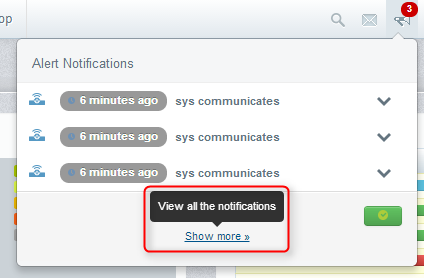 op
3
Alert Notifications
6 minutes ago sys communicates
6 minutes ago sys communicates
6 minutes ago sys communicates
View all the notifications
Show more »